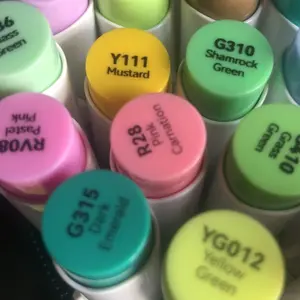 Green
Y111
Mustard
G310
Shamrock
Green
RV08
Pastel
Pink
R28
Carnation
Pink
Grass
Green
G315
Dark
Emerald
YG012
Yellow
Green